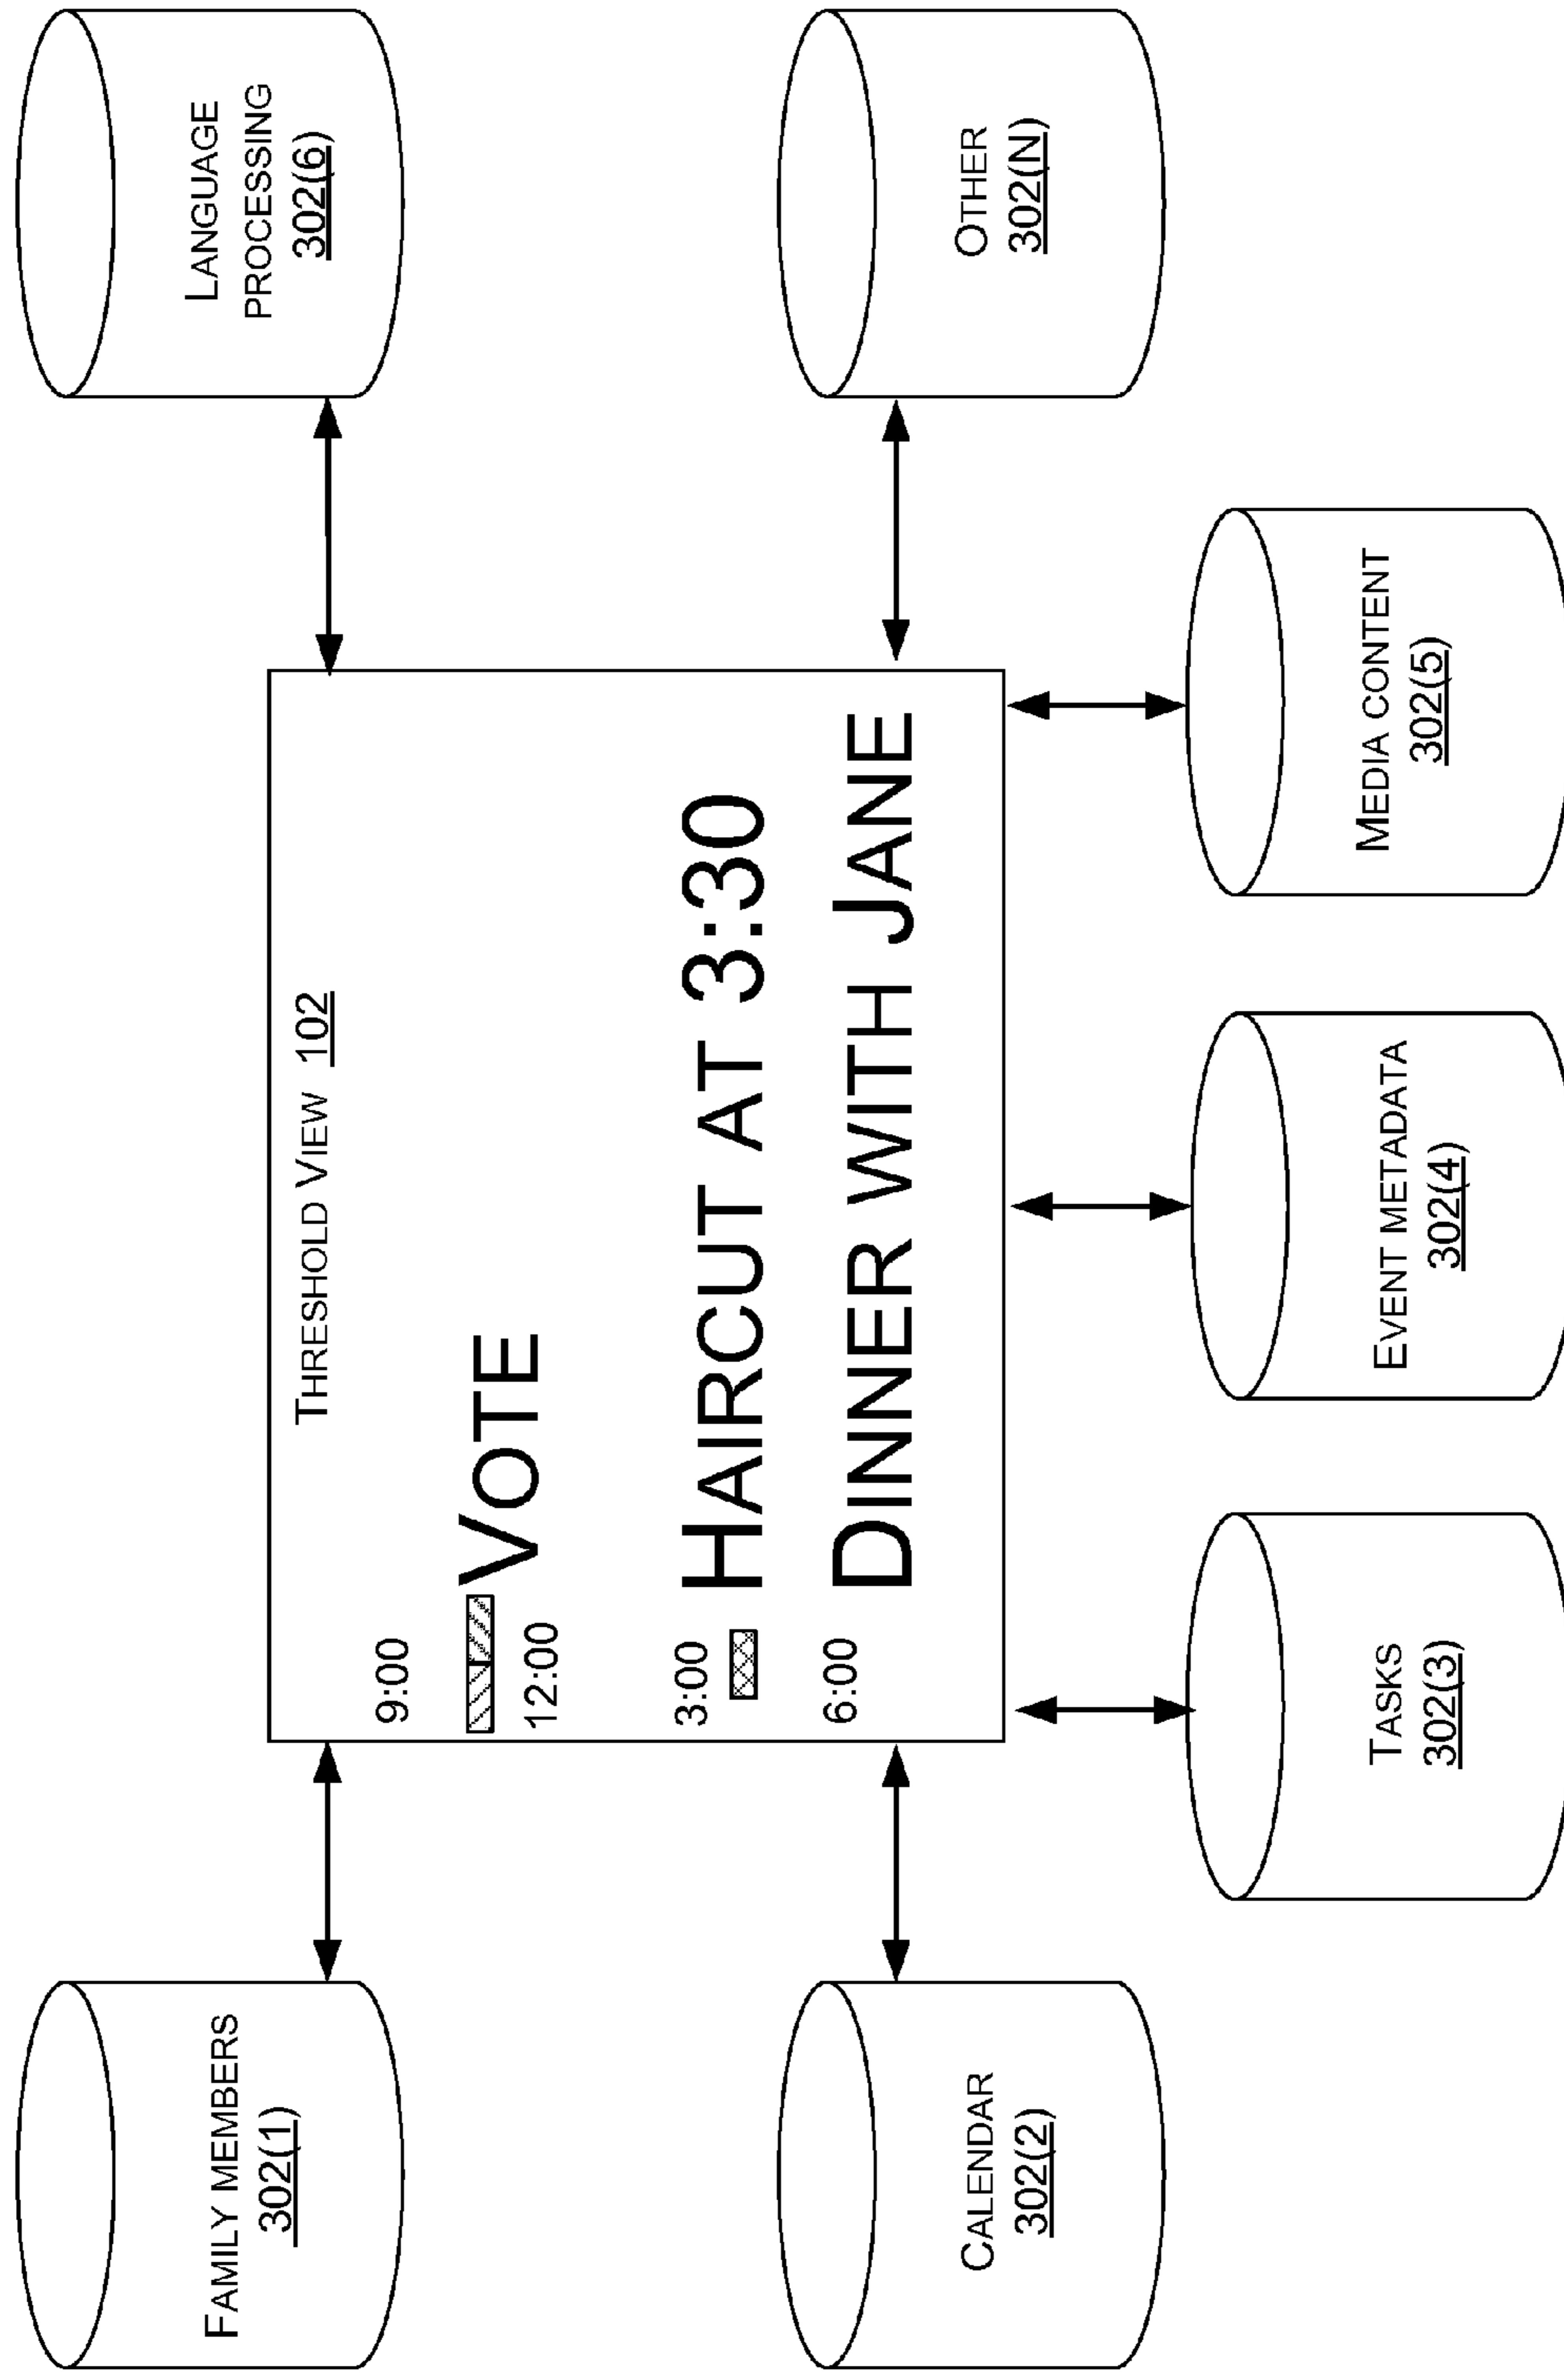 FAMILY MEMBERS
302(1)
LANGUAGE
PROCESSING
302(6)
THRESHOLD VIEW 102
9:00
VOTE
12:00
3:00
HAIRCUT AT 3:30
6:00
DINNER WITH JANE
CALENDAR
302(2)
OTHER
302(N)
TASKS
302(3)
EVENT METADATA
302(4)
MEDIA CONTENT
302(5)